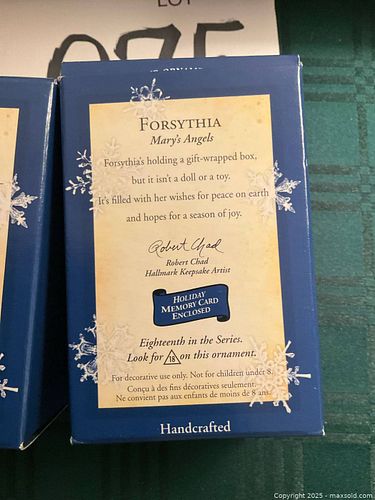 LOT
975
FORSYTHIA
Mary's Angels
Forsythia's holding a gift-wrapped box,
but it isn't a doll or a toy.
It's filled with her wishes for peace on earth
and hopes for a season of joy.
Robert Chad
Robert Chad
Hallmark Keepsake Artist
HOLIDAY
MEMORY CARD
ENCLOSED
Eighteenth in the Series.
Look for 18 on this ornament.
For decorative use only. Not for children under 8.
Conçu à des fins décoratives seulement.
Ne convient pas aux enfants de moins de 8 ans.
Handcrafted
Copyright 2025 - maxsold.com